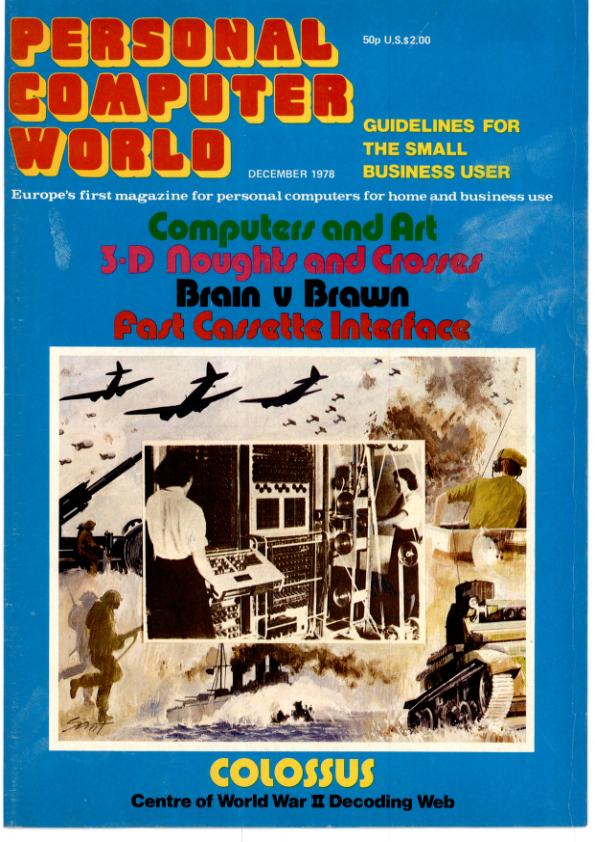 PERSONAL
COMPUTER
WORLD
50p U.S.$2.00
DECEMBER 1978
GUIDELINES FOR
THE SMALL
BUSINESS USER
Europe's first magazine for personal computers for home and business use
Computers and Art
3-D Noughts and Crosses
Brain v Brawn
Fast Cassette Interface
COLOSSUS
Centre of World War II Decoding Web